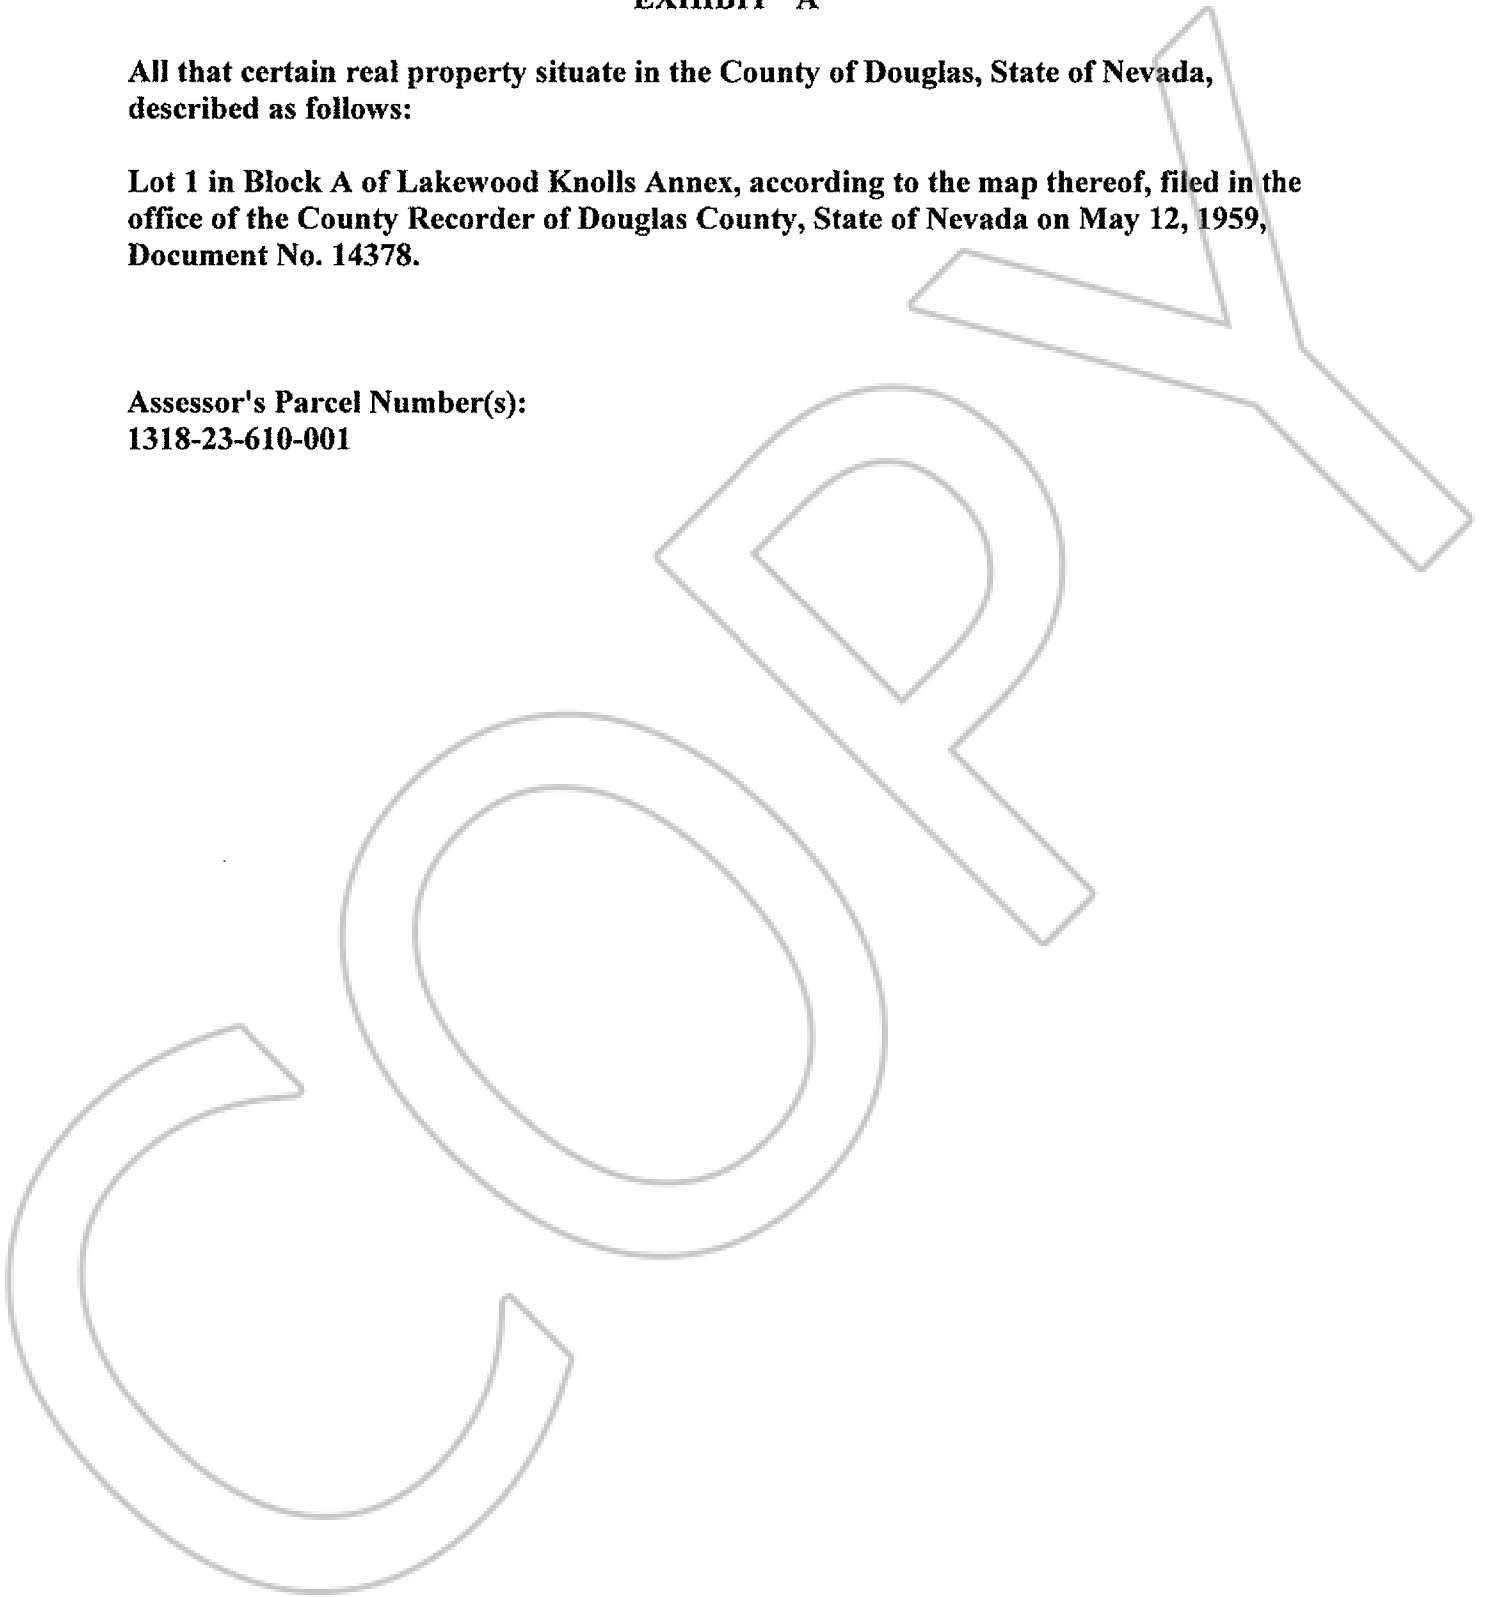 EXHIBIT "A"
All that certain real property situate in the County of Douglas, State of Nevada,
described as follows:
Lot 1 in Block A of Lakewood Knolls Annex, according to the map thereof, filed in the
office of the County Recorder of Douglas County, State of Nevada on May 12, 1959,
Document No. 14378.
Assessor's Parcel Number(s):
1318-23-610-001
COPY